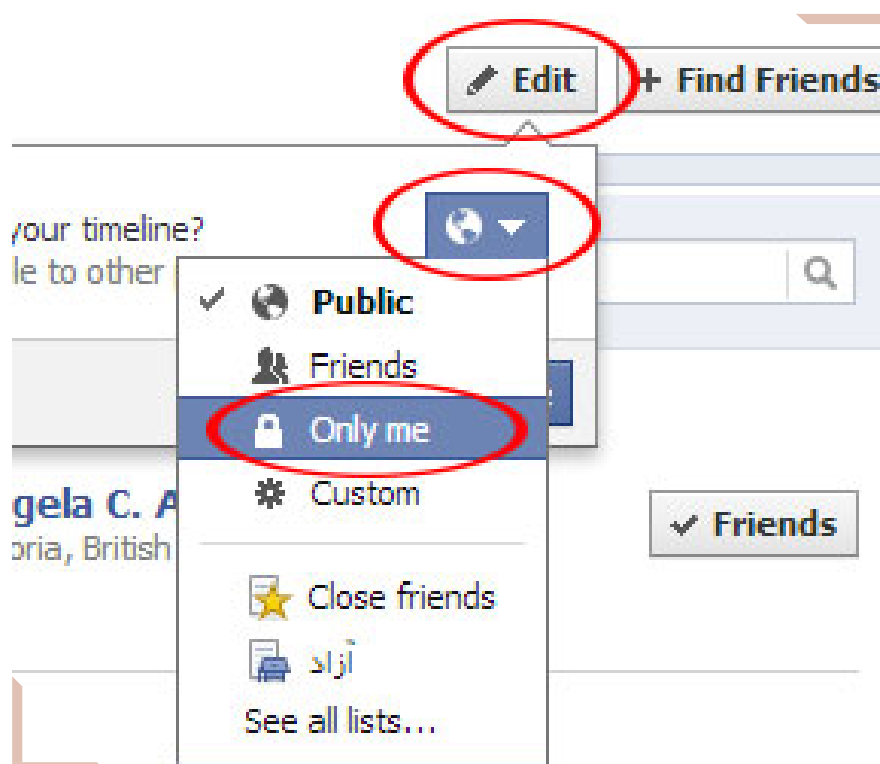 Edit
+ Find Friends
your timeline?
le to other
Public
Friends
Only me
Custom
gela C. A
oria, British
Friends
Close friends
آزاد
See all lists...